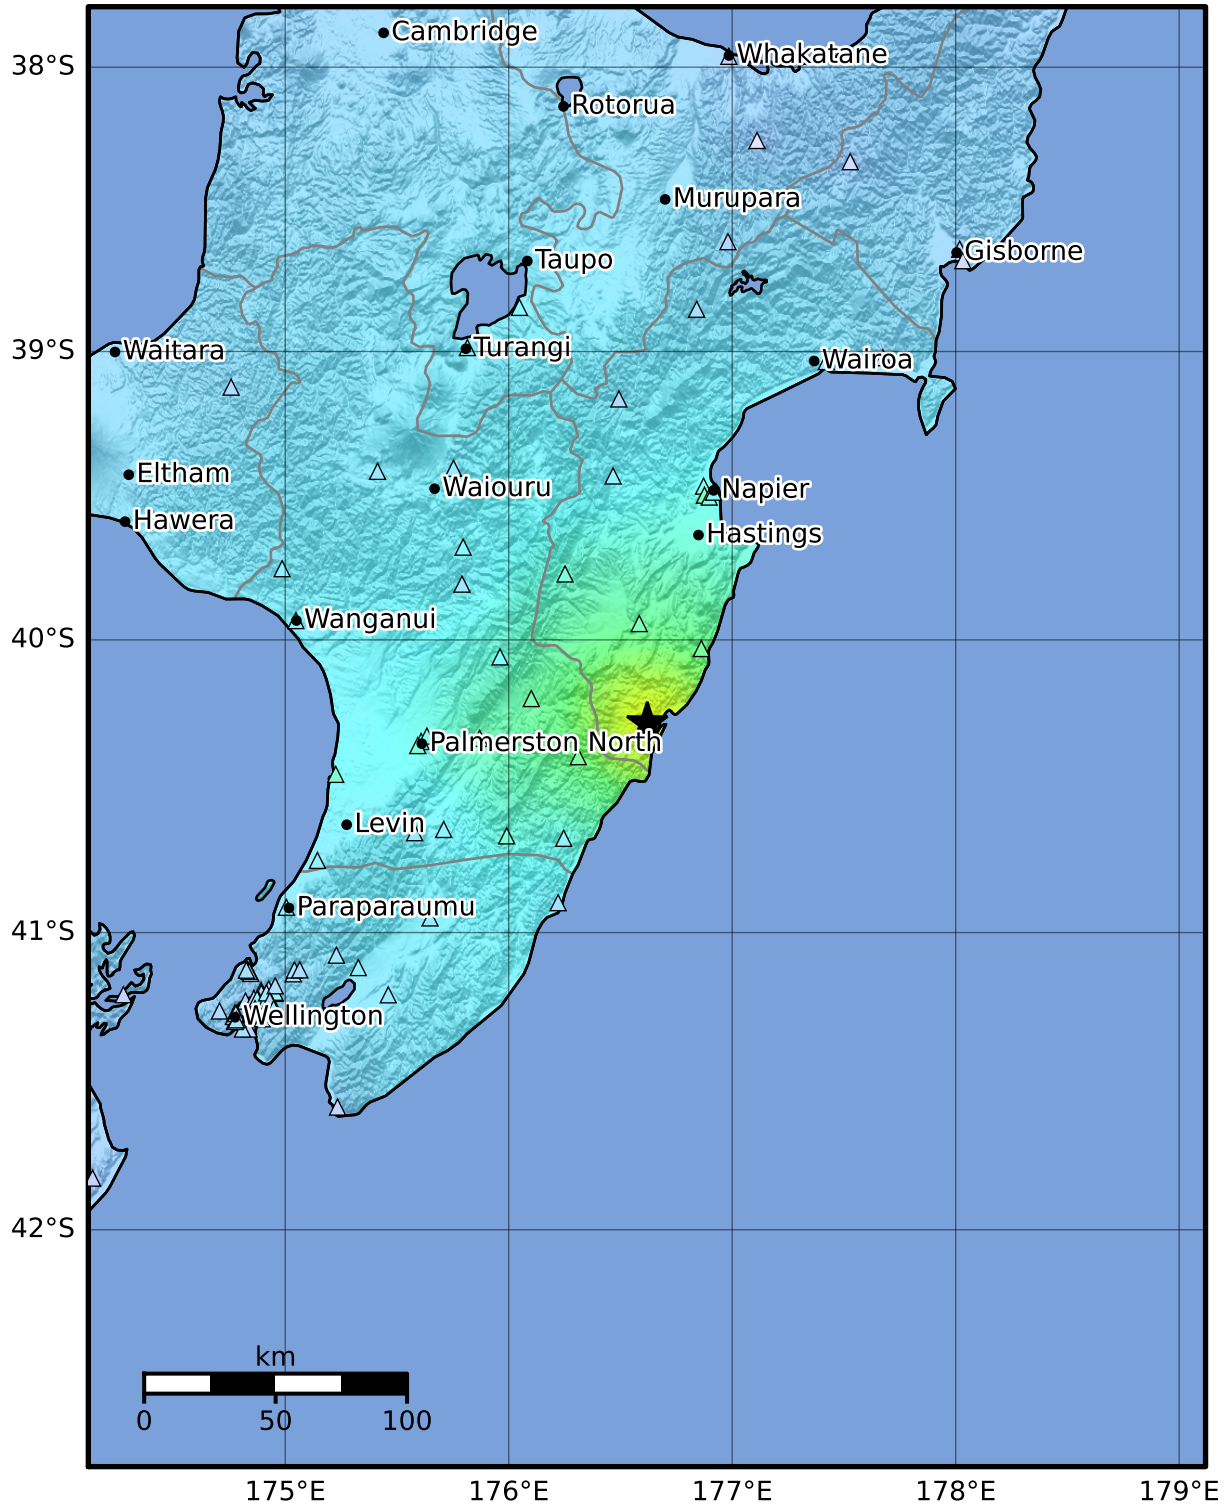 Cambridge
Whakatane
38°S
Rotorua
Murupara
Gisborne
Taupo
Turangi
39°S
Waitara
Wairoa
Eltham
Waiouru
Napier
Hawera
Hastings
Wanganui
40°S
Palmerston North
Levin
Paraparaumu
41°S
Wellington
42°S
km
0 50 100
175°E 176°E 177°E 178°E 179°E